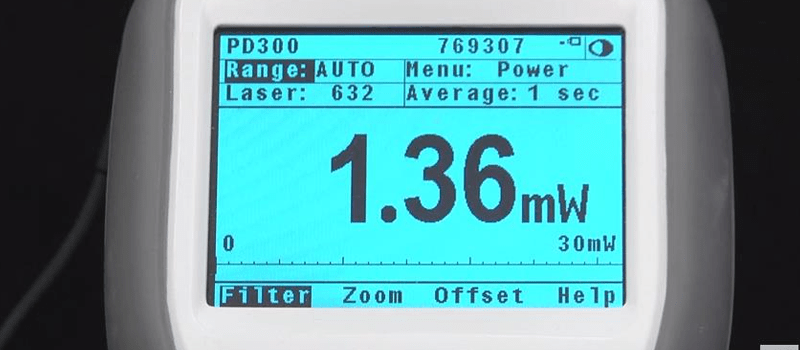 PD300 769307
Range: AUTO Menu: Power
Laser: 632 Average: 1 sec
1.36mW
0 30mW
Filter Zoom Offset Help